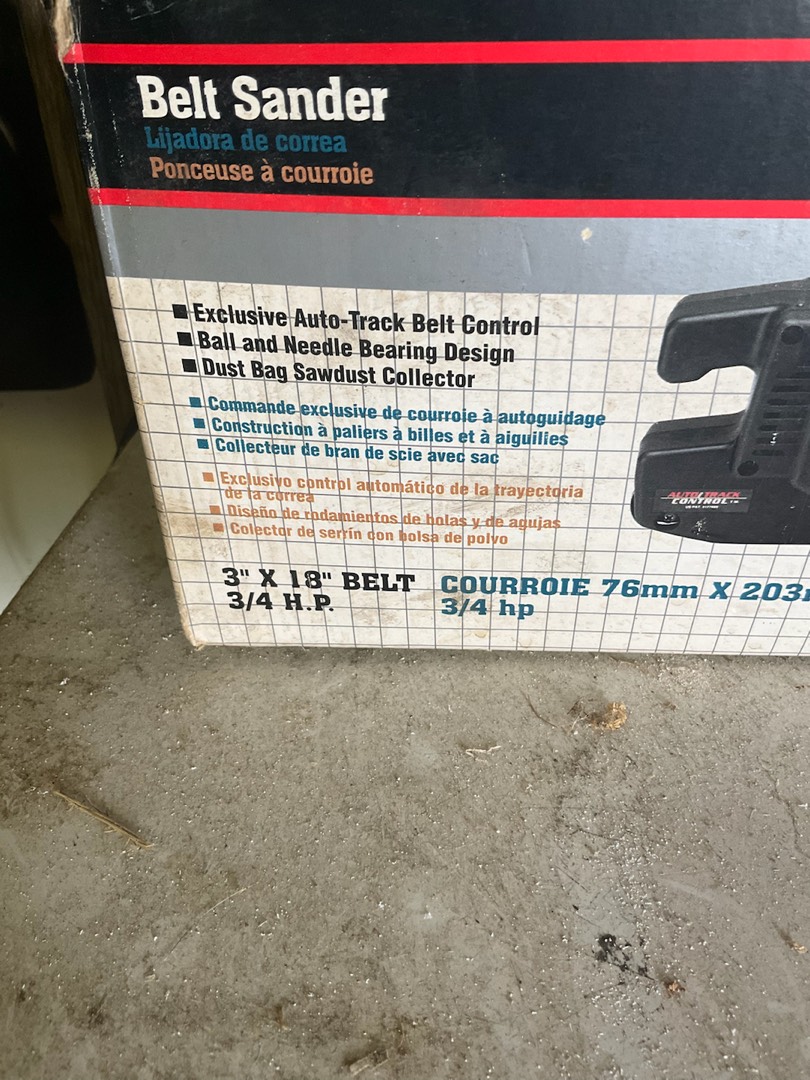 Belt Sander
Lijadora de correa
Ponceuse à courroie
■ Exclusive Auto-Track Belt Control
■ Ball and Needle Bearing Design
■ Dust Bag Sawdust Collector
■ Commande exclusive de courroie à autoguidage
■ Construction à paliers à billes et à aiguilles
■ Collecteur de bran de scie avec sac
■ Exclusivo control automático de la trayectoria
de la correa
■ Diseño de rodamientos de bolas y de agujas
■ Colector de serrín con bolsa de polvo
AUTO TRACK
CONTROL™
3" X 18" BELT
3/4 H.P.
COURROIE 76mm X 203
3/4 hp